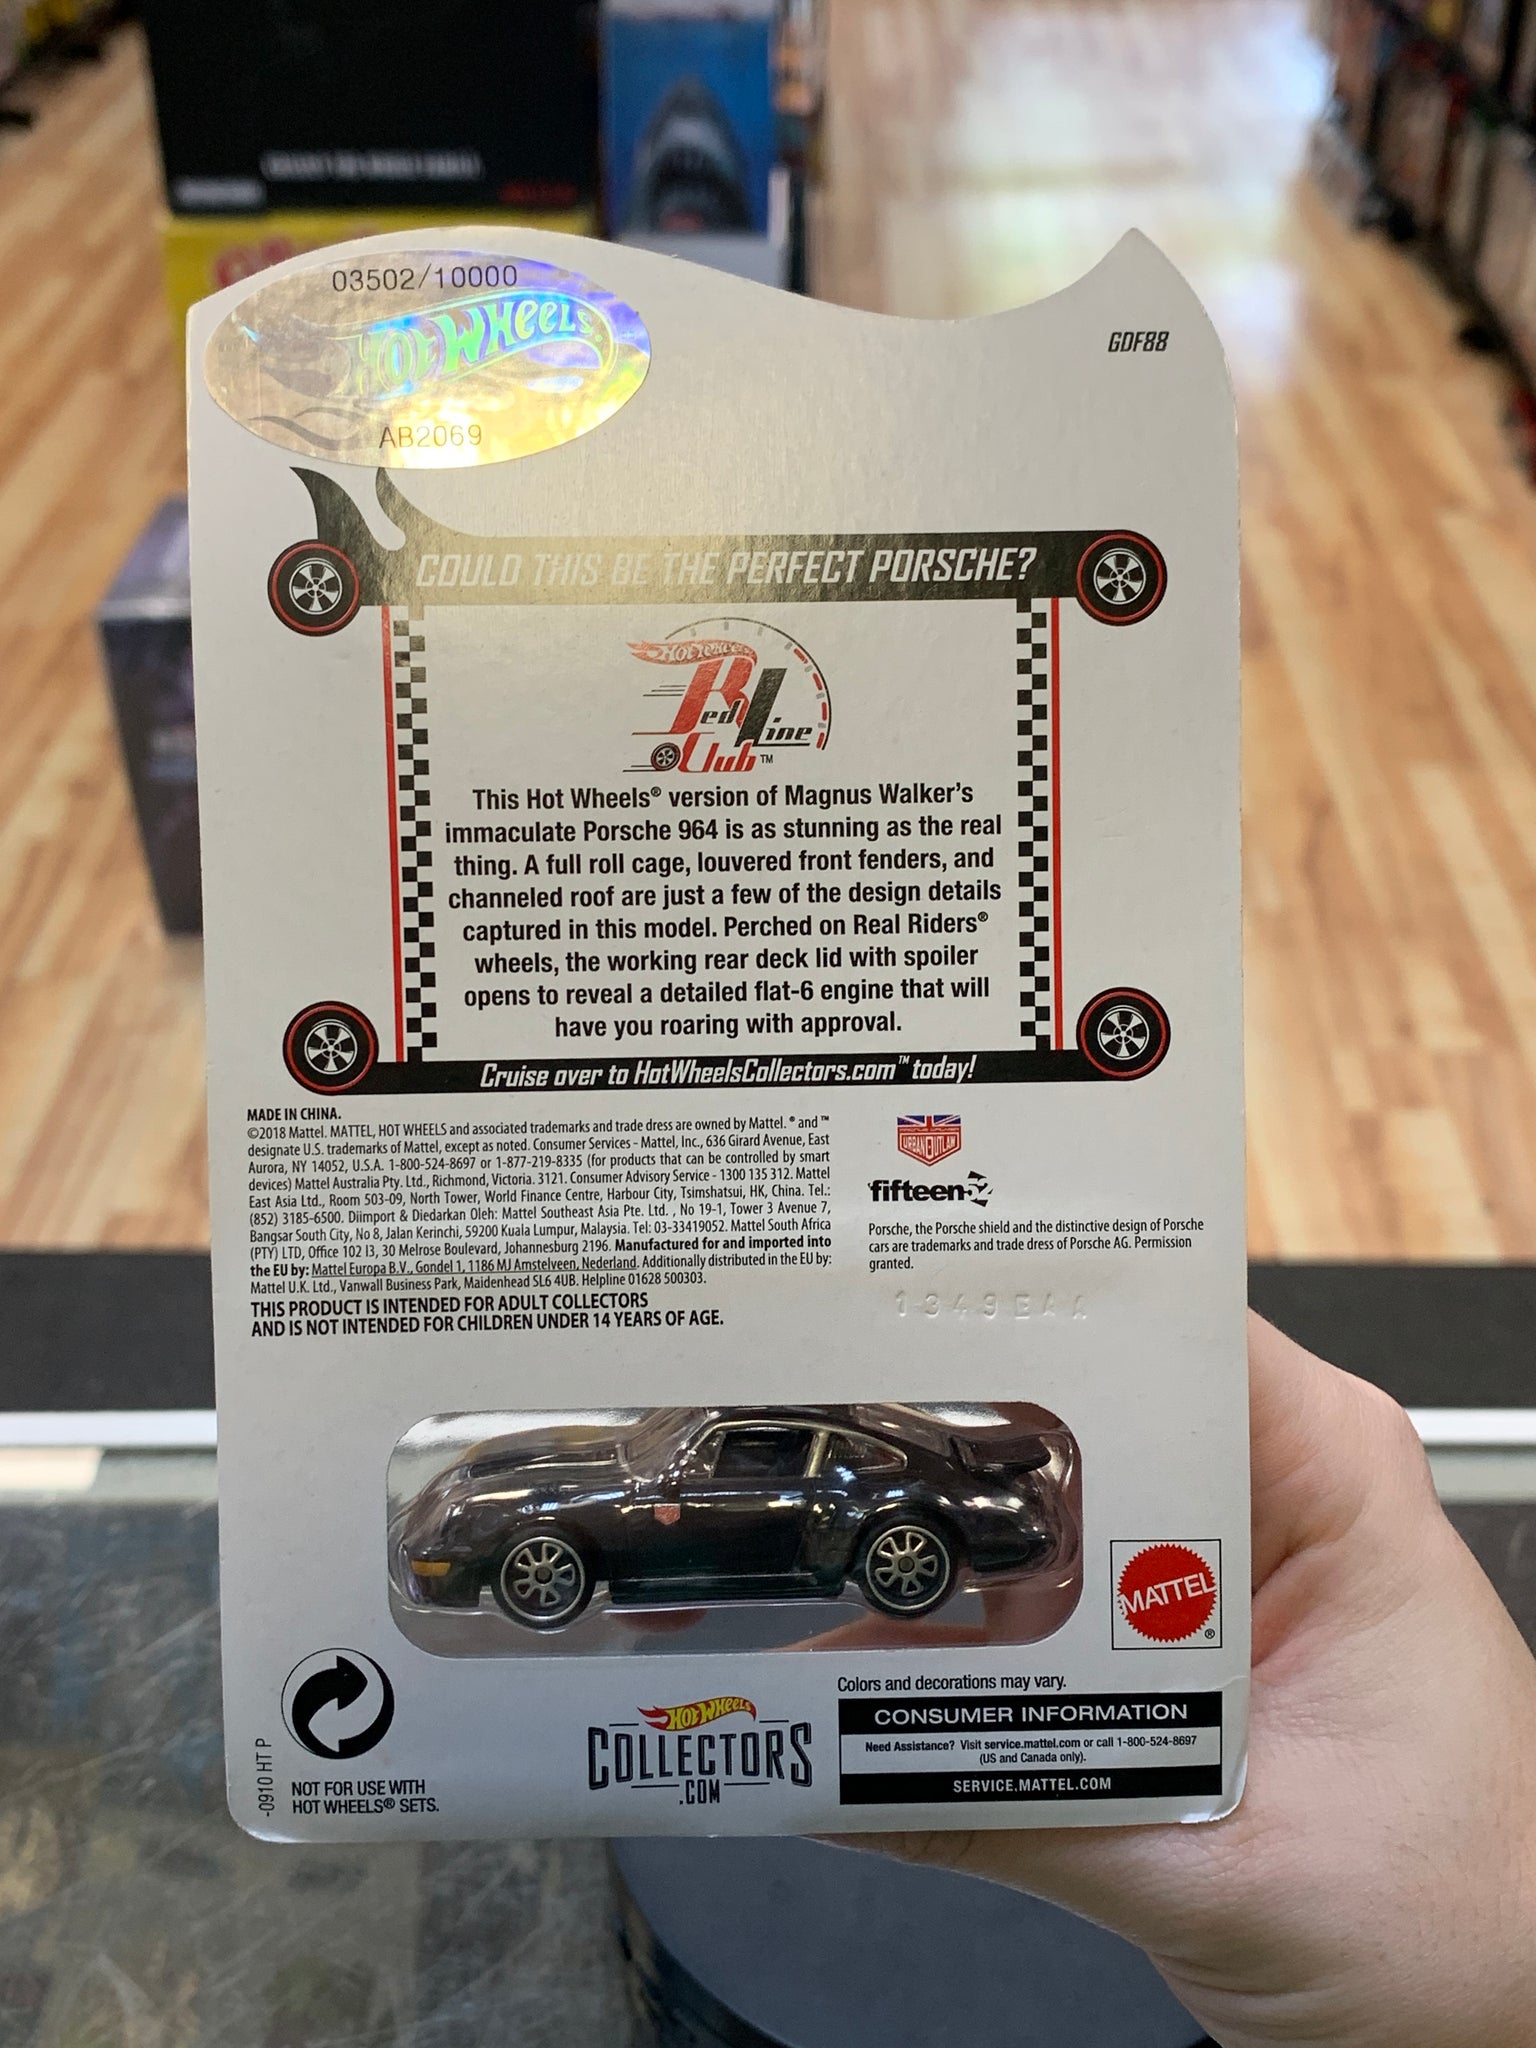 03502/10000
HOT WHEELS
AB2069
GDF88
COULD THIS BE THE PERFECT PORSCHE?
HOT WHEELS
Red Line
Club™
This Hot Wheels® version of Magnus Walker's
immaculate Porsche 964 is as stunning as the real
thing. A full roll cage, louvered front fenders, and
channeled roof are just a few of the design details
captured in this model. Perched on Real Riders®
wheels, the working rear deck lid with spoiler
opens to reveal a detailed flat-6 engine that will
have you roaring with approval.
Cruise over to HotWheelsCollectors.com™ today!
MADE IN CHINA.
©2018 Mattel. MATTEL, HOT WHEELS and associated trademarks and trade dress are owned by Mattel. ® and ™
designate U.S. trademarks of Mattel, except as noted. Consumer Services - Mattel, Inc., 636 Girard Avenue, East
Aurora, NY 14052, U.S.A. 1-800-524-8697 or 1-877-219-8335 (for products that can be controlled by smart
devices) Mattel Australia Pty. Ltd., Richmond, Victoria. 3121. Consumer Advisory Service - 1300 135 312. Mattel
East Asia Ltd., Room 503-09, North Tower, World Finance Centre, Harbour City, Tsimshatsui, HK, China. Tel.:
(852) 3185-6500. Diimport & Diedarkan Oleh: Mattel Southeast Asia Pte. Ltd. , No 19-1, Tower 3 Avenue 7,
Bangsar South City, No 8, Jalan Kerinchi, 59200 Kuala Lumpur, Malaysia. Tel: 03-33419052. Mattel South Africa
(PTY) LTD, Office 102 I3, 30 Melrose Boulevard, Johannesburg 2196. Manufactured for and imported into
the EU by: Mattel Europa B.V., Gondel 1, 1186 MJ Amstelveen, Nederland. Additionally distributed in the EU by:
Mattel U.K. Ltd., Vanwall Business Park, Maidenhead SL6 4UB. Helpline 01628 500303.
THIS PRODUCT IS INTENDED FOR ADULT COLLECTORS
AND IS NOT INTENDED FOR CHILDREN UNDER 14 YEARS OF AGE.
MAGNUS WALKER
URBAN OUTLAW
fifteen52
Porsche, the Porsche shield and the distinctive design of Porsche
cars are trademarks and trade dress of Porsche AG. Permission
granted.
1349EAA
MATTEL®
-0910 HT P
NOT FOR USE WITH
HOT WHEELS® SETS.
HOT WHEELS
COLLECTORS
.COM
Colors and decorations may vary.
CONSUMER INFORMATION
Need Assistance? Visit service.mattel.com or call 1-800-524-8697
(US and Canada only).
SERVICE.MATTEL.COM